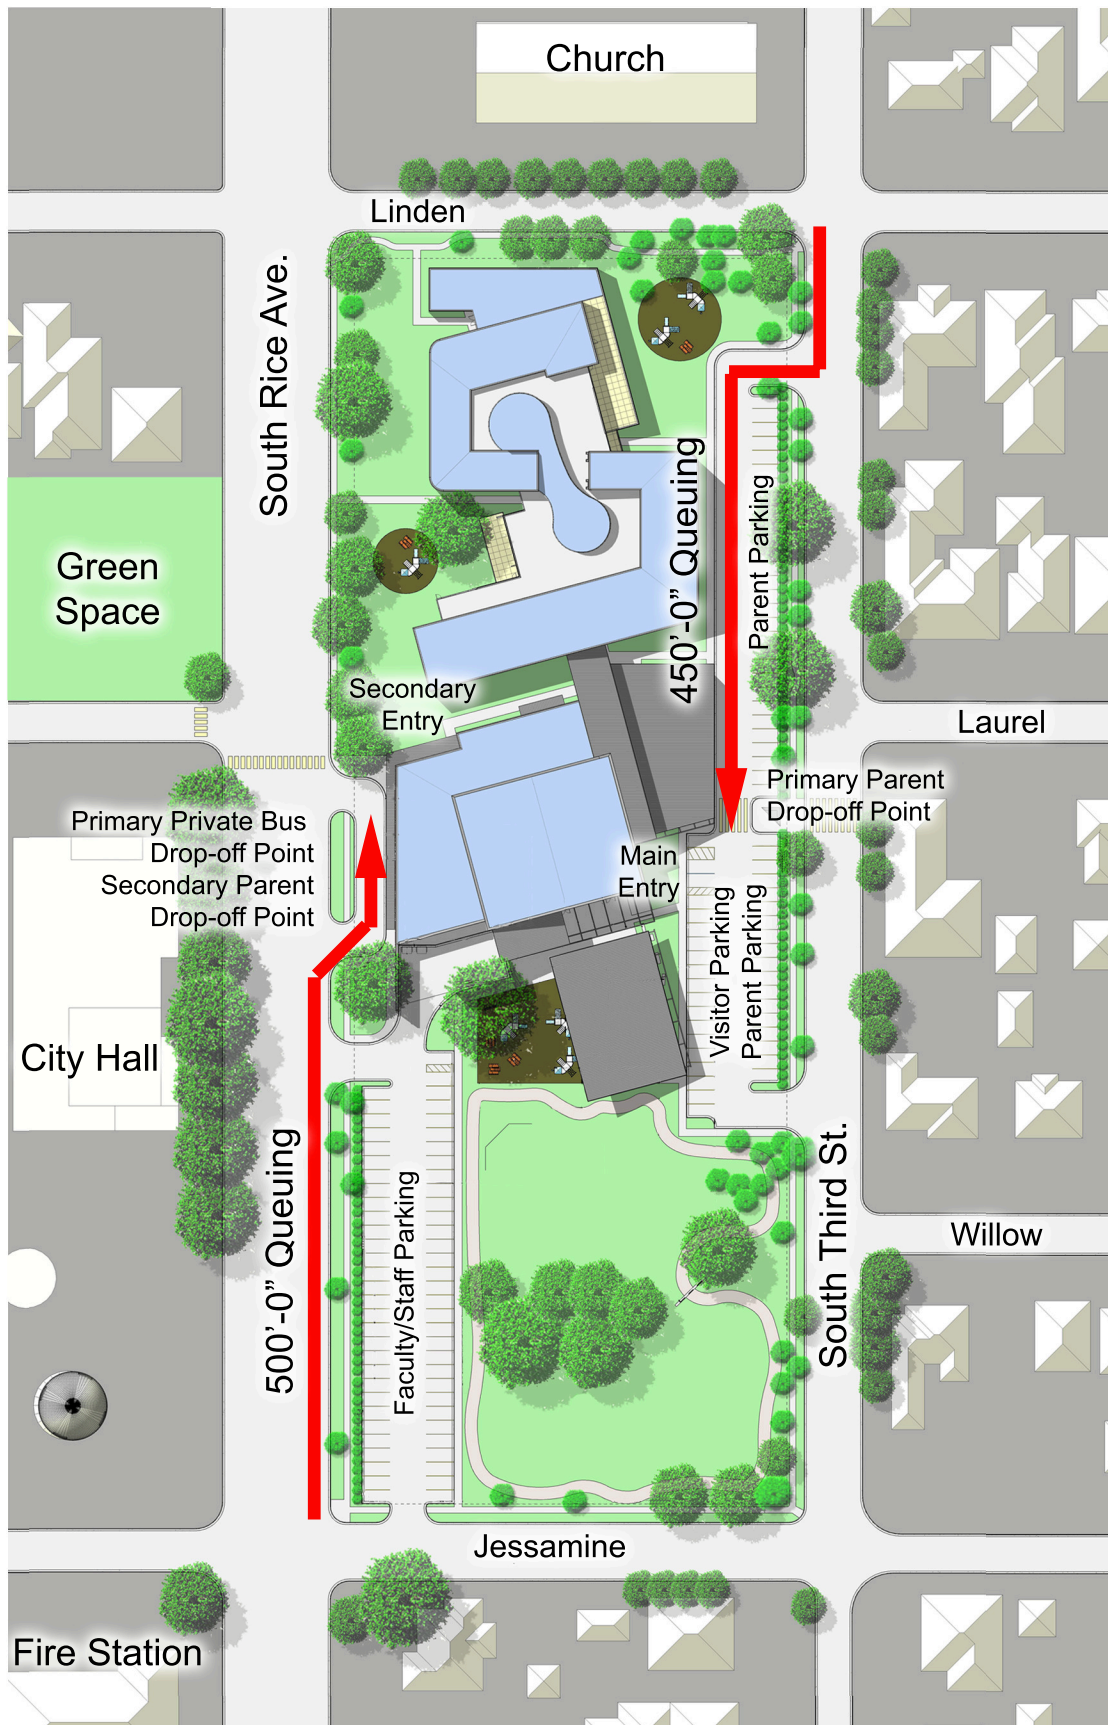 Church
Linden
South Rice Ave.
Green
Space
450'-0” Queuing
Parent Parking
Secondary
Entry
Laurel
Primary Parent
Drop-off Point
Primary Private Bus
Drop-off Point
Secondary Parent
Drop-off Point
Main
Entry
Visitor Parking
Parent Parking
City Hall
500'-0” Queuing
Faculty/Staff Parking
South Third St.
Willow
Jessamine
Fire Station